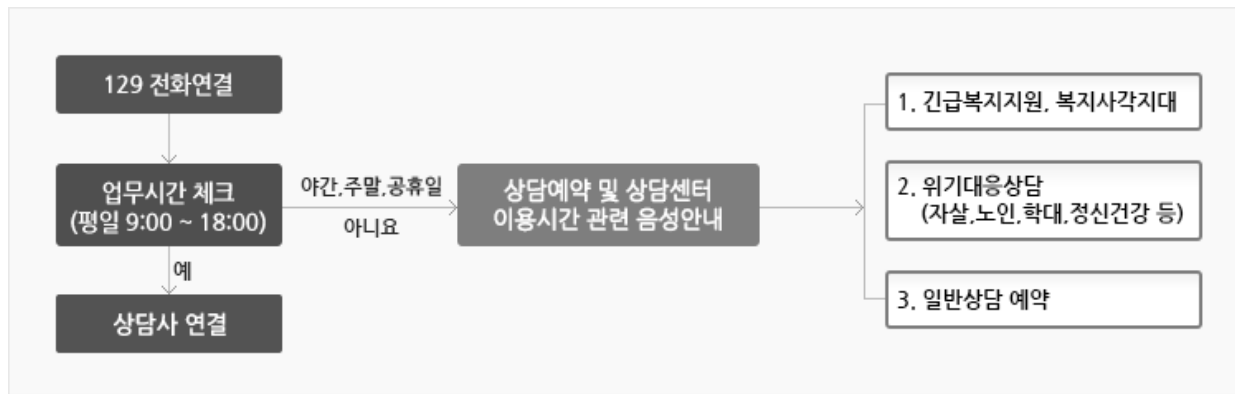 129 전화연결
업무시간 체크
(평일 9:00 ~ 18:00)
예
상담사 연결
야간,주말,공휴일
아니요
상담예약 및 상담센터
이용시간 관련 음성안내
1. 긴급복지지원, 복지사각지대
2. 위기대응상담
(자살,노인,학대,정신건강 등)
3. 일반상담 예약